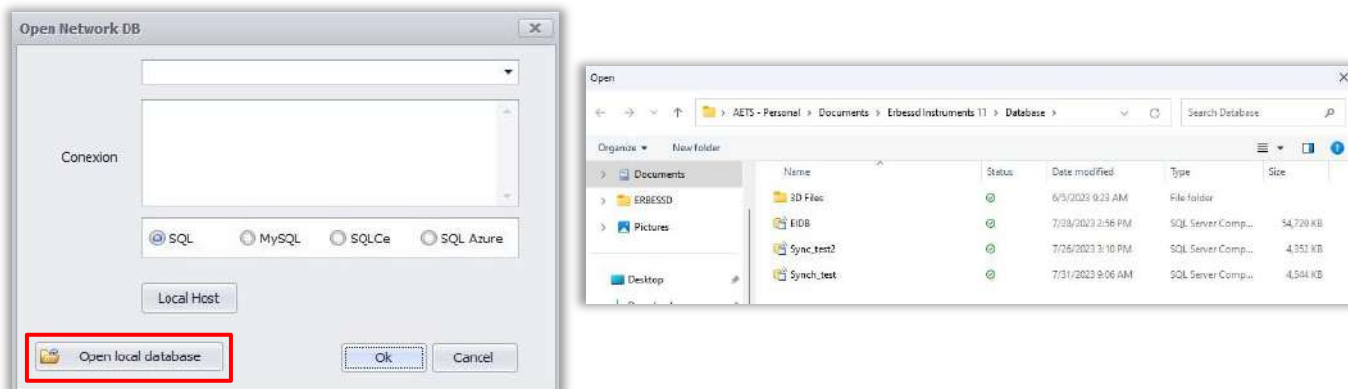 Open Network DB
Conexion
SQL MySQL SQLCe SQL Azure
Local Host
Open local database Ok Cancel
Open
AETS - Personal > Documents > Erbessd Instruments 11 > Database > Search Database
Organize New folder
Name Status Date modified Type Size
Documents
3D Files 6/5/2023 9:23 AM File folder
ERBESSD
EIDB 7/28/2023 2:56 PM SQL Server Comp... 54,720 KB
Pictures
Sync_test2 7/26/2023 3:10 PM SQL Server Comp... 4,352 KB
Desktop
Synch_test 7/31/2023 9:06 AM SQL Server Comp... 4,544 KB